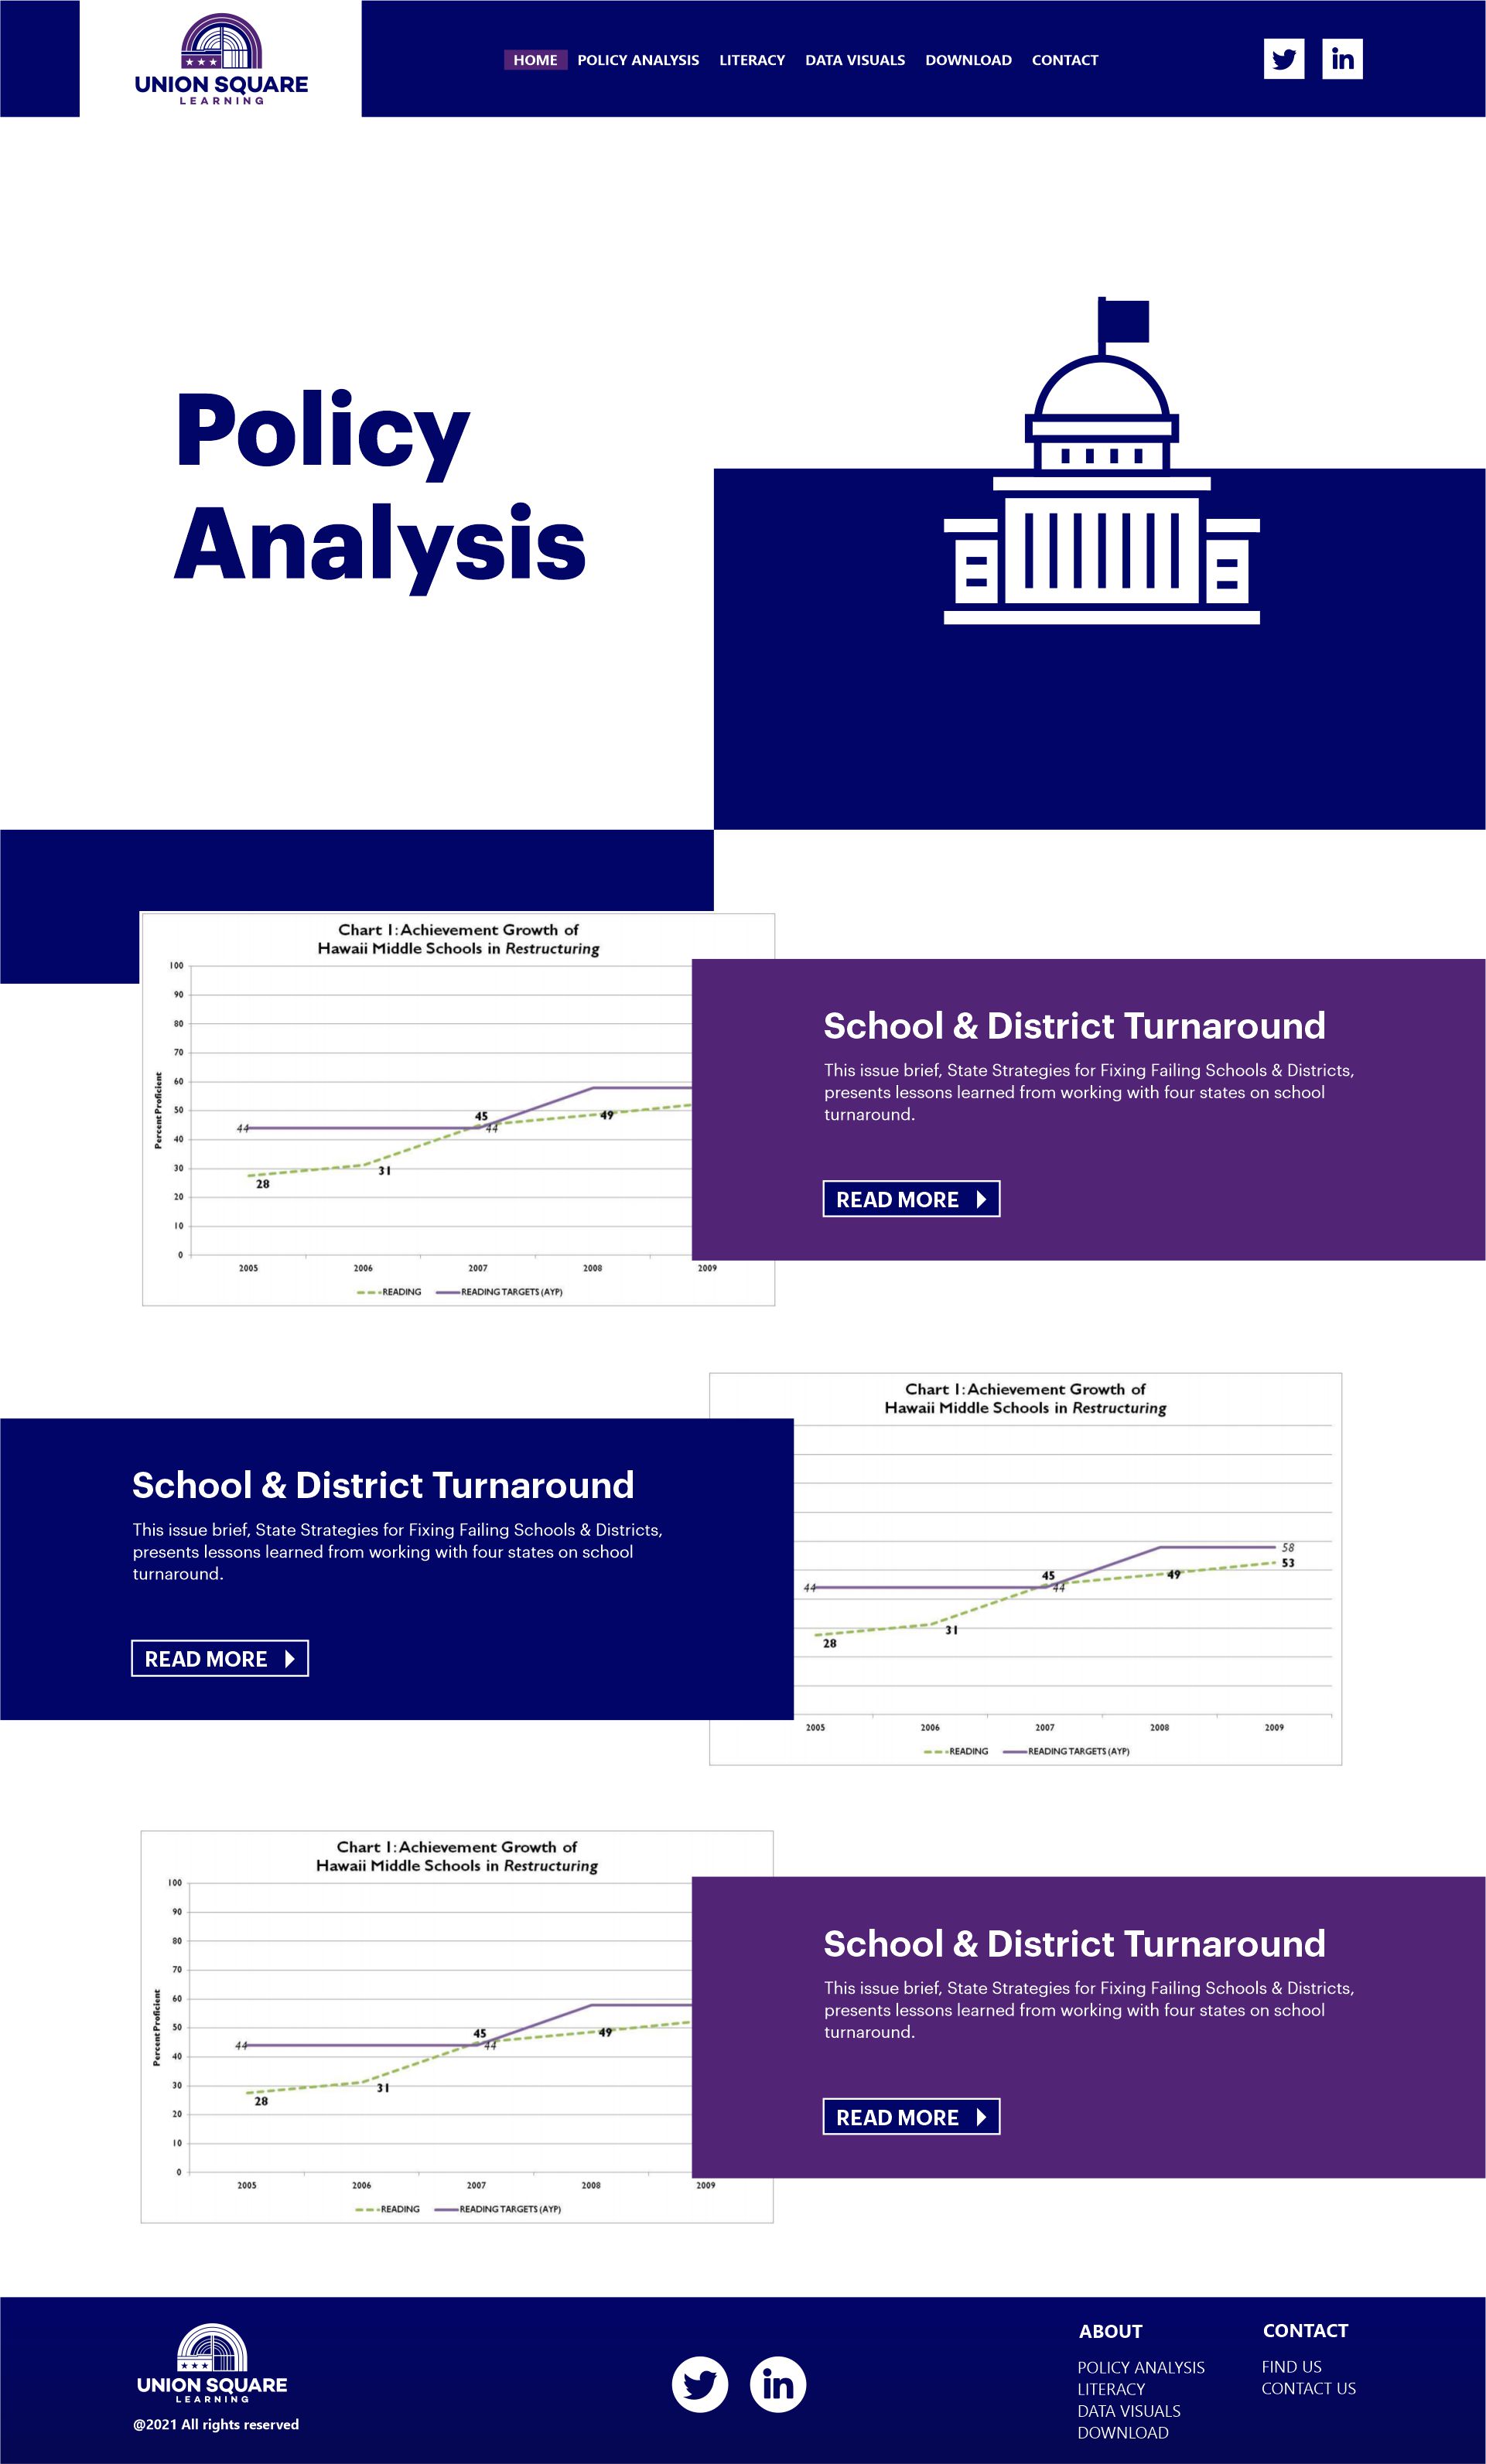 UNION SQUARE
LEARNING
HOME POLICY ANALYSIS LITERACY DATA VISUALS DOWNLOAD CONTACT
Policy
Analysis
Chart 1: Achievement Growth of
Hawaii Middle Schools in Restructuring
100
90
80
70
60
50
40
30
20
10
0
Percent Proficient
44
28
31
45
44
49
2005 2006 2007 2008 2009
READING READING TARGETS (AYP)
School & District Turnaround
This issue brief, State Strategies for Fixing Failing Schools & Districts,
presents lessons learned from working with four states on school
turnaround.
READ MORE
School & District Turnaround
This issue brief, State Strategies for Fixing Failing Schools & Districts,
presents lessons learned from working with four states on school
turnaround.
READ MORE
Chart 1: Achievement Growth of
Hawaii Middle Schools in Restructuring
44
28
31
45
44
49
58
53
2005 2006 2007 2008 2009
READING READING TARGETS (AYP)
Chart 1: Achievement Growth of
Hawaii Middle Schools in Restructuring
100
90
80
70
60
50
40
30
20
10
0
Percent Proficient
44
28
31
45
44
49
2005 2006 2007 2008 2009
READING READING TARGETS (AYP)
School & District Turnaround
This issue brief, State Strategies for Fixing Failing Schools & Districts,
presents lessons learned from working with four states on school
turnaround.
READ MORE
UNION SQUARE
LEARNING
@2021 All rights reserved
ABOUT
POLICY ANALYSIS
LITERACY
DATA VISUALS
DOWNLOAD
CONTACT
FIND US
CONTACT US